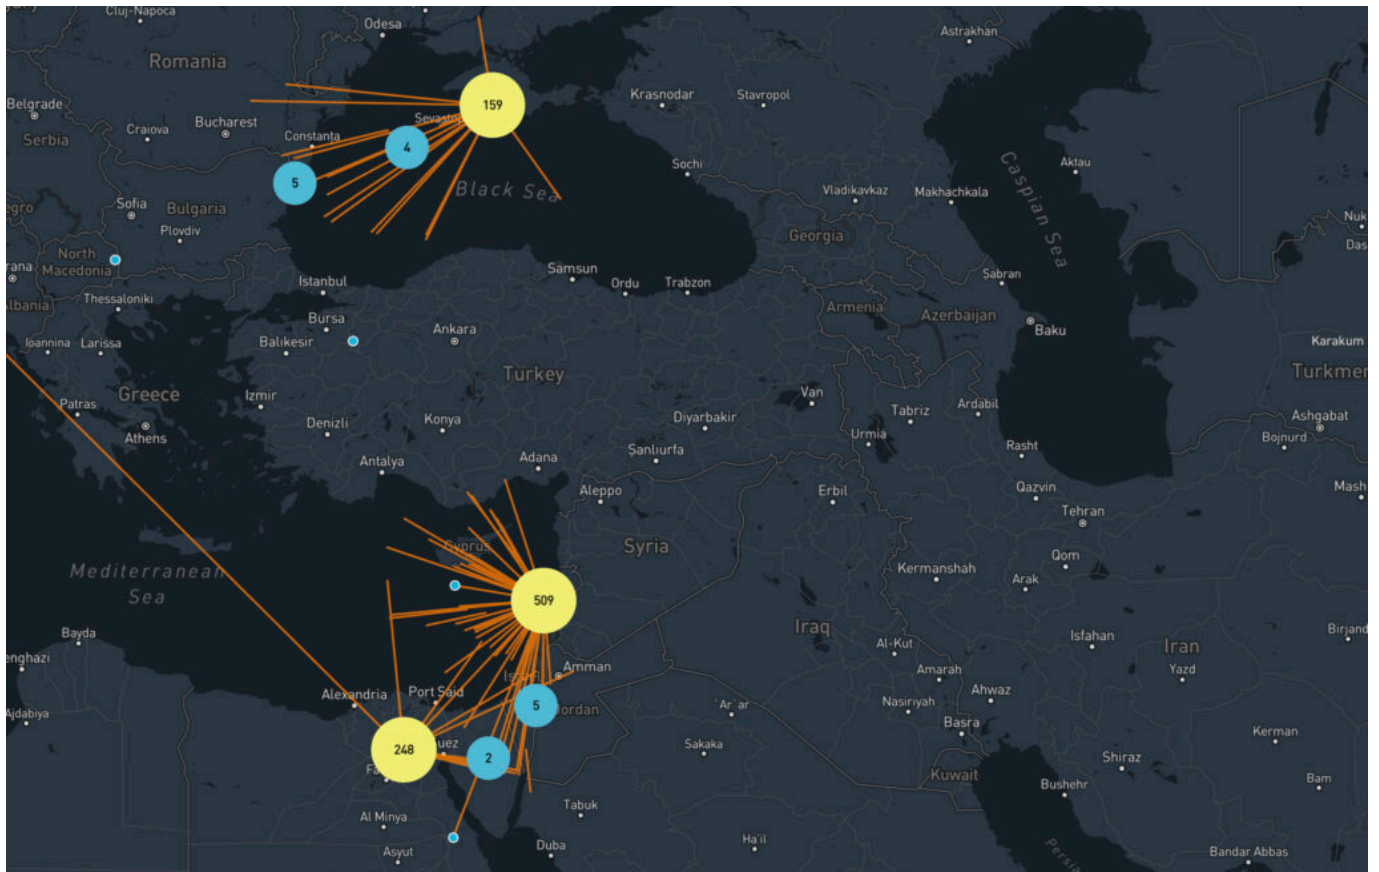 Cluj-Napoca
Odesa
Astrakhan
Romania
Krasnodar
Stavropol
Belgrade
159
Bucharest
Craiova
Constanta
Serbia
4
Sochi
Aktau
5
Black Sea
Caspian Sea
Vladikavkaz
Makhachkala
Sofia
Bulgaria
Plovdiv
Georgia
North
Macedonia
Samsun
Ordu
Trabzon
Istanbul
Şabran
Thessaloniki
Armenia
Azerbaijan
Bursa
Ankara
Baku
Ioannina
Larissa
Balıkesir
Karakum
Turkey
Greece
Izmir
Van
Patras
Athens
Denizli
Konya
Diyarbakir
Tabriz
Ardabil
Ashgabat
Urmia
Bojnurd
Rasht
Antalya
Adana
Şanlıurfa
Aleppo
Erbil
Qazvin
Tehran
Cyprus
Syria
Qom
Mediterranean
Sea
Kermanshah
Arak
509
Iraq
Bayda
Al-Kut
Isfahan
Iran
Amman
Amarah
Yazd
Alexandria
Port Said
Ahwaz
5
'Ar'ar
Nasiriyah
Basra
248
2
Sakaka
Kerman
Shiraz
Kuwait
Bushehr
Bam
Tabuk
Al Minya
Asyut
Duba
Ha'il
Bandar Abbas